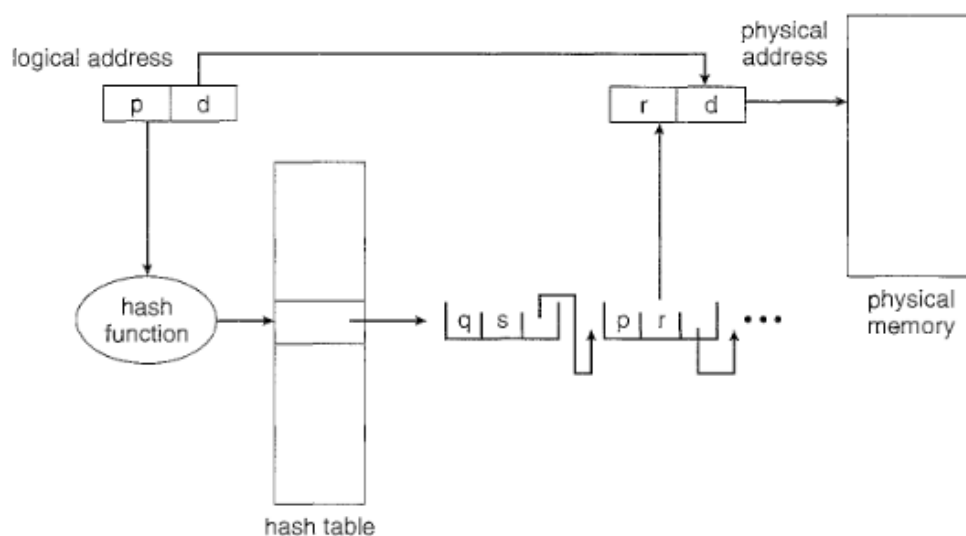 logical address
physical
address
p d
r d
hash
function
q s
p r
•••
physical
memory
hash table